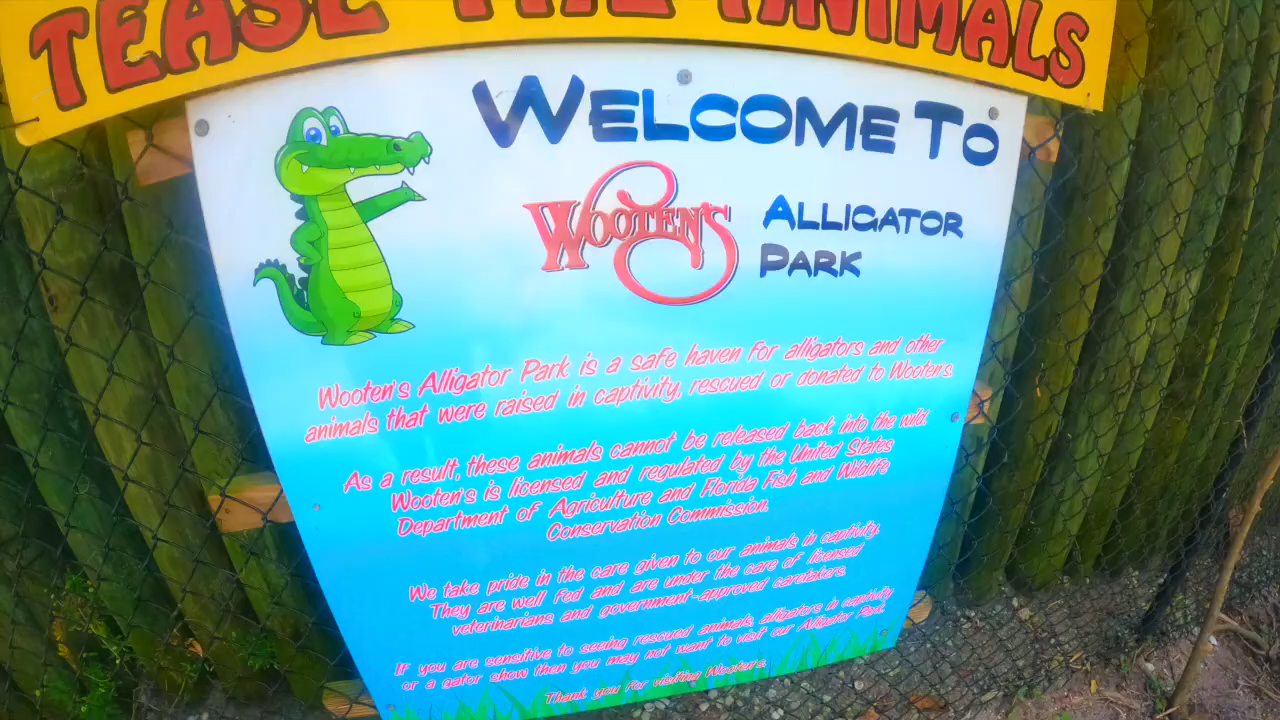 TEASE THE ANIMALS
WELCOME TO
WOOTEN'S
ALLIGATOR
PARK
Wooten's Alligator Park is a safe haven for alligators and other
animals that were raised in captivity, rescued or donated to Wooten's.
As a result, these animals cannot be released back into the wild.
Wooten's is licensed and regulated by the United States
Department of Agriculture and Florida Fish and Wildlife
Conservation Commission.
We take pride in the care given to our animals in captivity.
They are well fed and are under the care of licensed
veterinarians and government-approved caretakers.
If you are sensitive to seeing rescued animals, alligators in captivity
or a gator show then you may not want to visit our Alligator Park.
Thank you for visiting Wooten's.